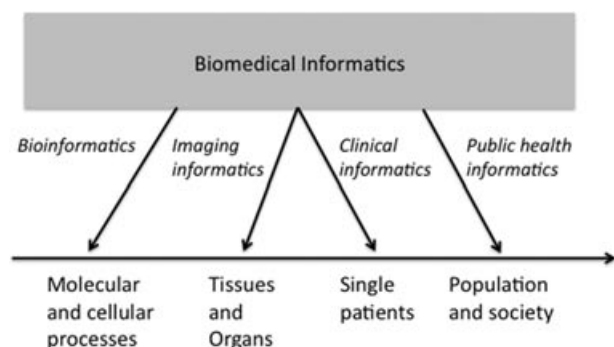 Biomedical Informatics
Bioinformatics
Imaging
informatics
Clinical
informatics
Public health
informatics
Molecular
and cellular
processes
Tissues
and
Organs
Single
patients
Population
and society